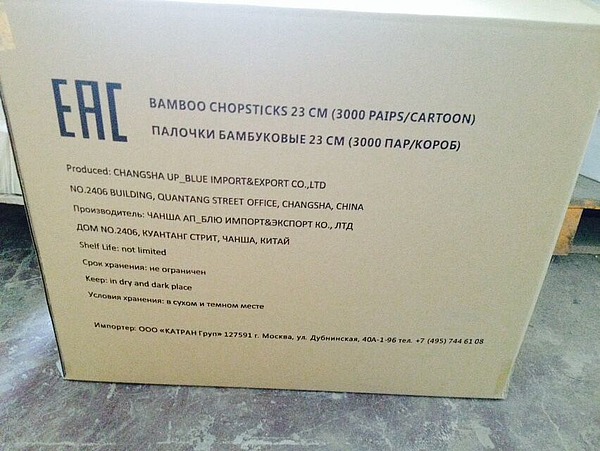 EAC
BAMBOO CHOPSTICKS 23 CM (3000 PAIPS/CARTOON)
ПАЛОЧКИ БАМБУКОВЫЕ 23 СМ (3000 ПАР/КОРОБ)
Produced: CHANGSHA UP_BLUE IMPORT&EXPORT CO.,LTD
NO.2406 BUILDING, QUANTANG STREET OFFICE, CHANGSHA, CHINA
Производитель: ЧАНША АП_БЛЮ ИМПОРТ&ЭКСПОРТ КО., ЛТД
ДОМ NO.2406, КУАНТАНГ СТРИТ, ЧАНША, КИТАЙ
Shelf Life: not limited
Срок хранения: не ограничен
Keep: in dry and dark place
Условия хранения: в сухом и темном месте
Импортер: ООО «КАТРАН Груп» 127591 г. Москва, ул. Дубнинская, 40А-1-96 тел. +7 (495) 744 61 08